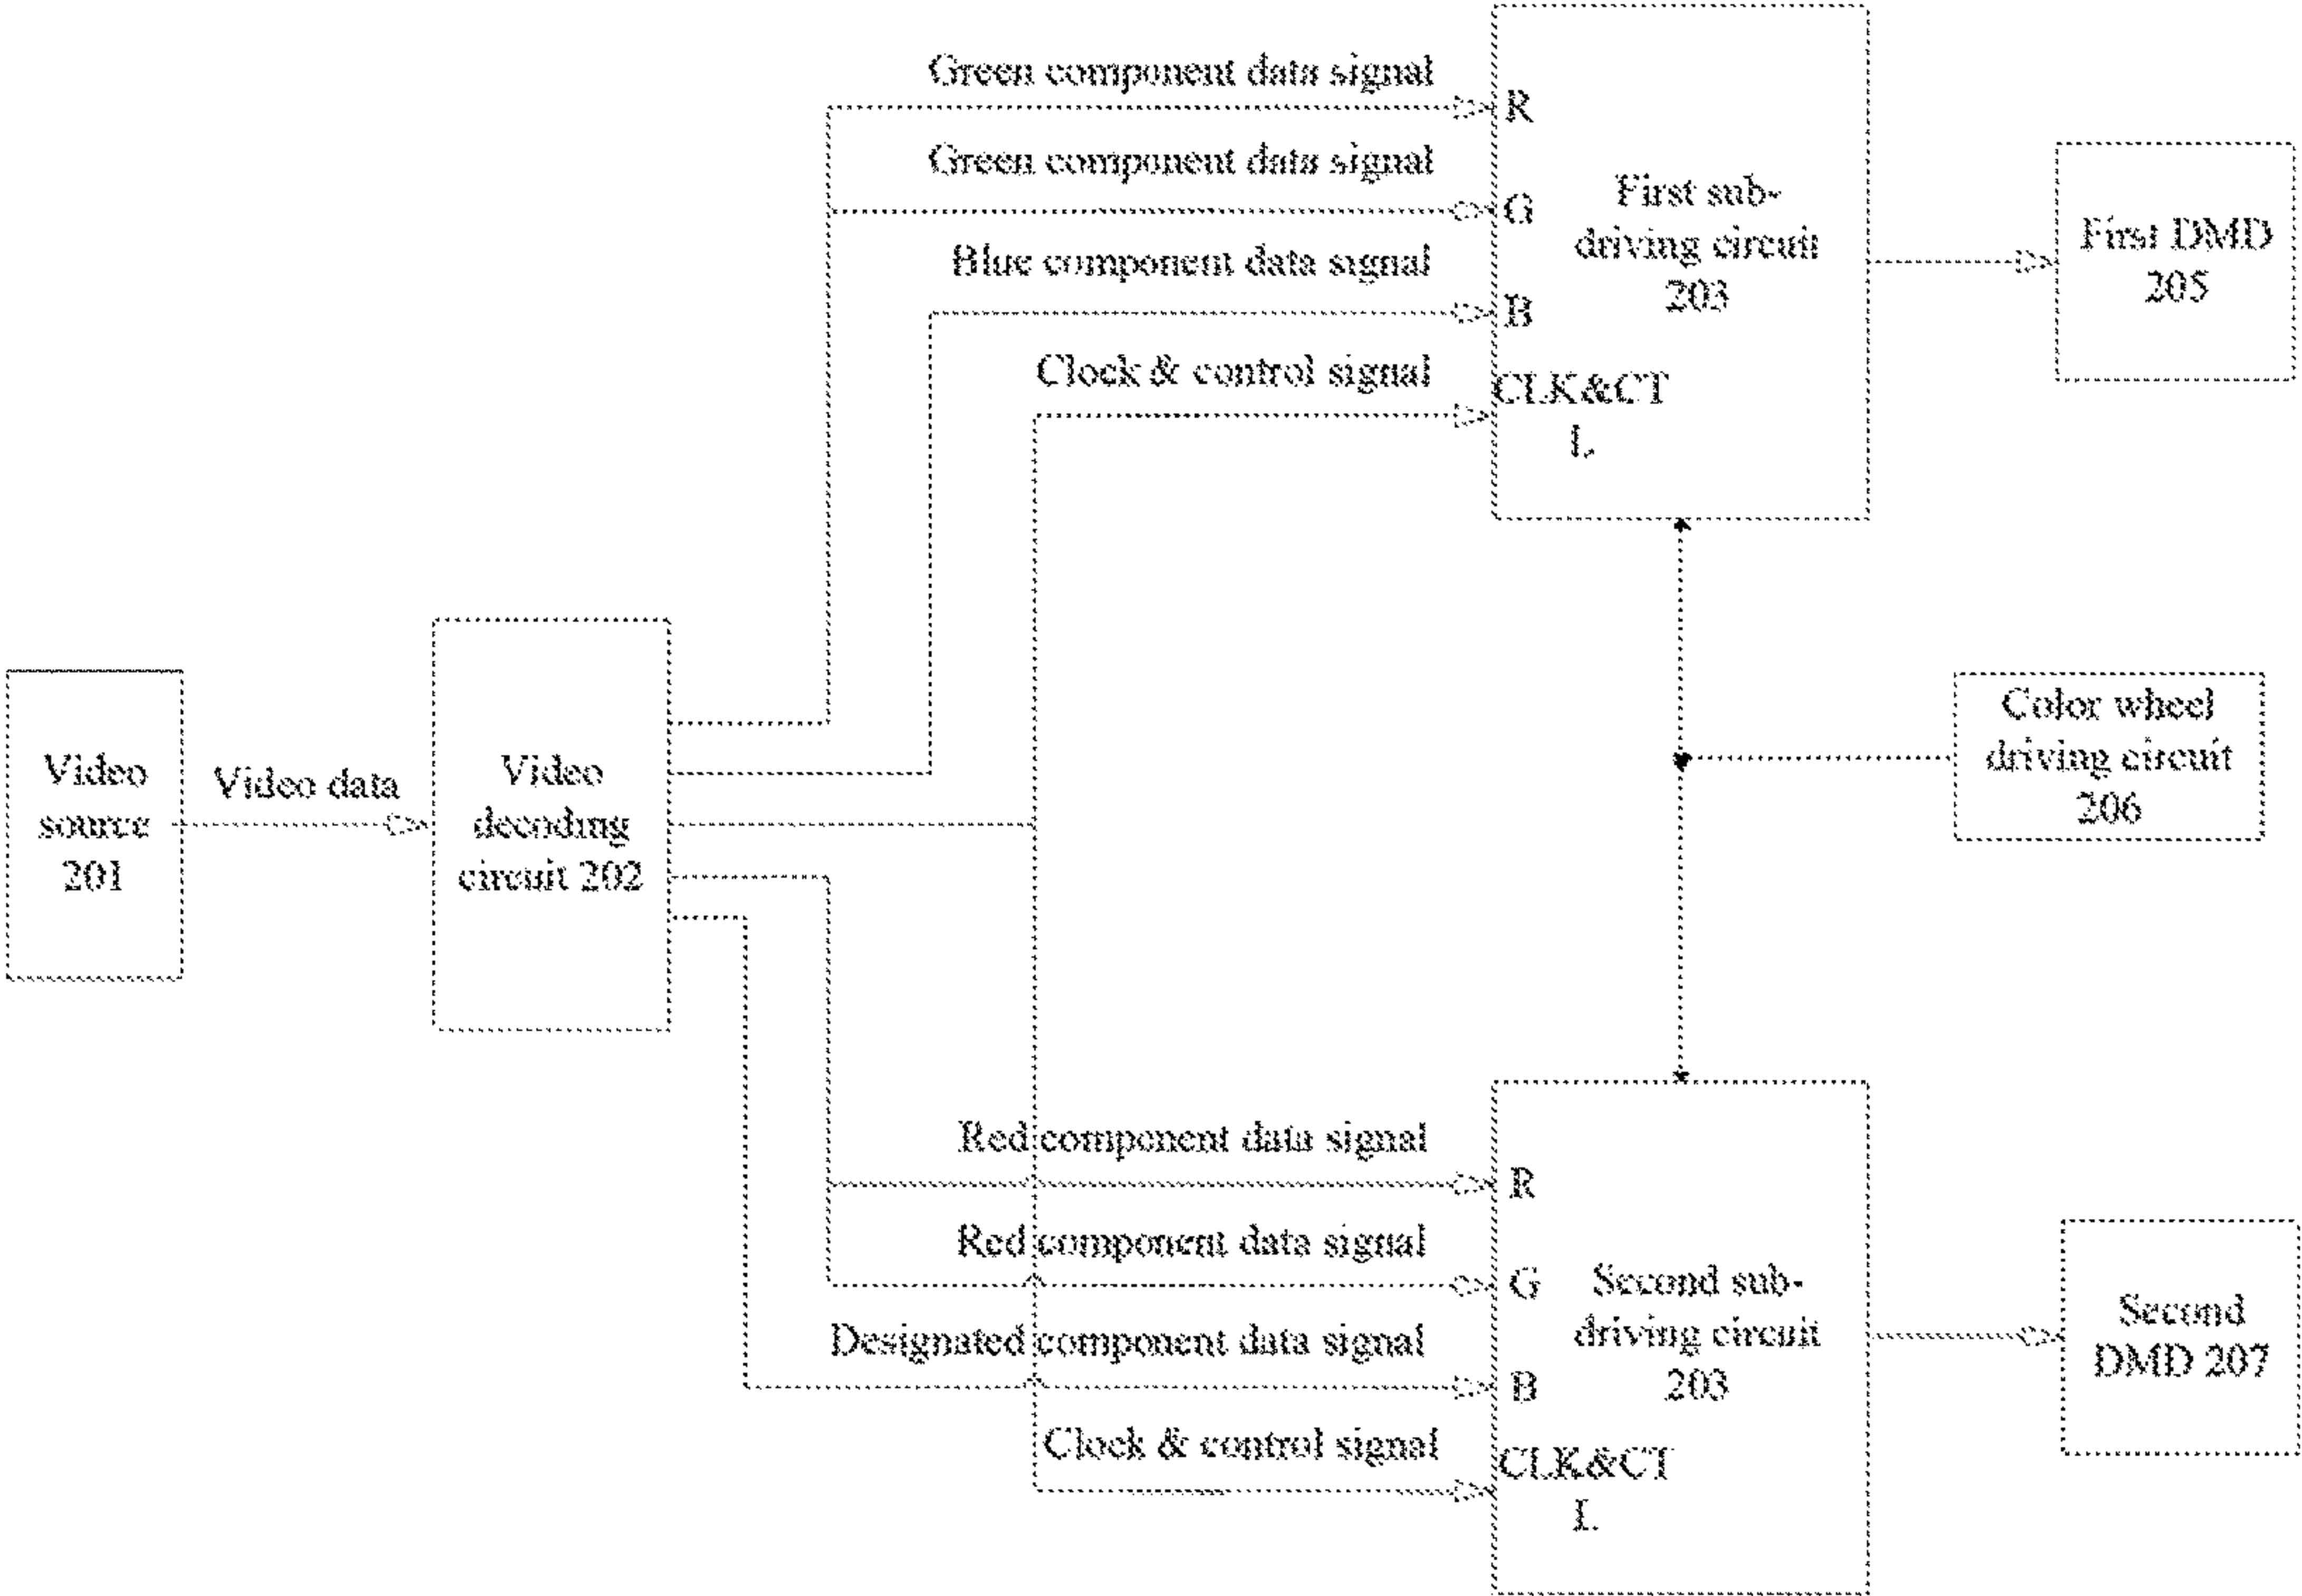 Green component data signal
R
Green component data signal
G
Blue component data signal
B
Clock & control signal
CLK&CT
L
First sub-
driving circuit
203
First DMD
205
Video
source
201
Video data
Video
decoding
circuit 202
Color wheel
driving circuit
206
Red component data signal
R
Red component data signal
G
Designated component data signal
B
Clock & control signal
CLK&CT
L
Second sub-
driving circuit
203
Second
DMD 207